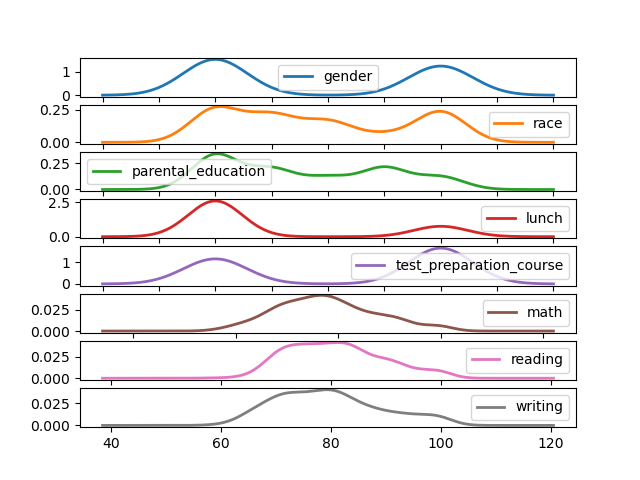 1
0
gender
0.25
0.00
race
0.25
0.00
parental_education
2.5
0.0
lunch
1
0
test_preparation_course
0.025
0.000
math
0.025
0.000
reading
0.025
0.000
writing
40 60 80 100 120